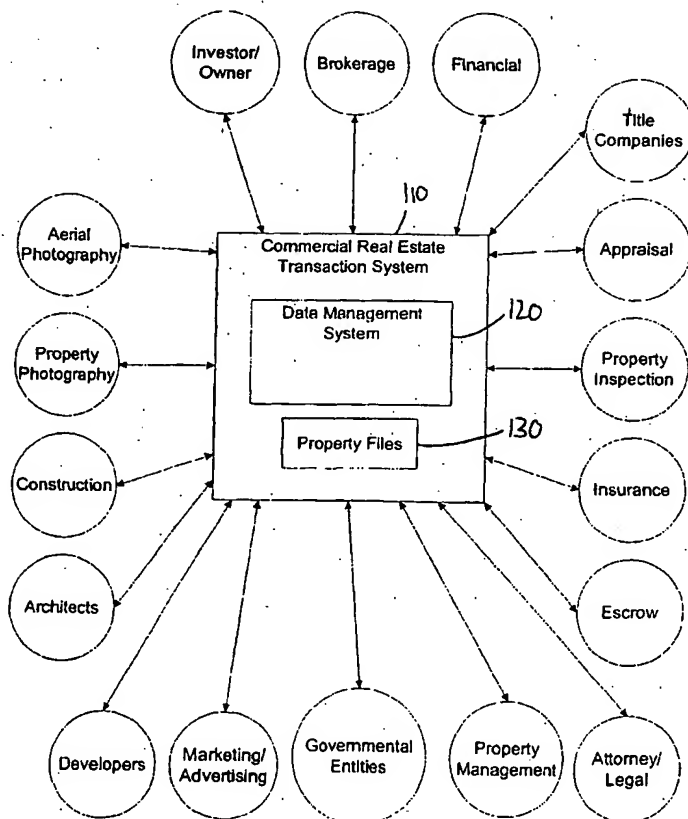 Investor/
Owner
Brokerage
Financial
Title
Companies
110
Aerial
Photography
Commercial Real Estate
Transaction System
Appraisal
Data Management
System
120
Property
Photography
Property
Inspection
Property Files
130
Construction
Insurance
Architects
Escrow
Developers
Marketing/
Advertising
Governmental
Entities
Property
Management
Attorney/
Legal